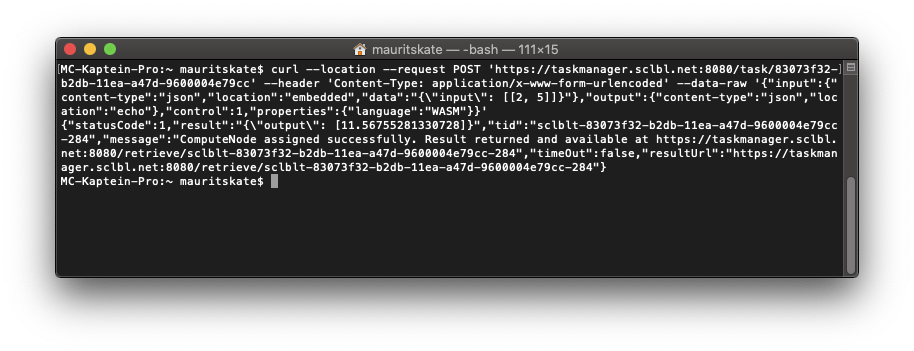 mauritskate — -bash — 111×15
[MC-Kaptein-Pro:~ mauritskate$ curl --location --request POST 'https://taskmanager.sclbl.net:8080/task/83073f32-]
b2db-11ea-a47d-9600004e79cc' --header 'Content-Type: application/x-www-form-urlencoded' --data-raw '{"input":{"
content-type":"json","location":"embedded","data":"{\"input\": [[2, 5]]}"},"output":{"content-type":"json","loc
ation":"echo"},"control":1,"properties":{"language":"WASM"}}'
{"statusCode":1,"result":"{\"output\": [11.56755281330728]}","tid":"sclblt-83073f32-b2db-11ea-a47d-9600004e79cc
-284","message":"ComputeNode assigned successfully. Result returned and available at https://taskmanager.sclbl.
net:8080/retrieve/sclblt-83073f32-b2db-11ea-a47d-9600004e79cc-284","timeOut":false,"resultUrl":"https://taskman
ager.sclbl.net:8080/retrieve/sclblt-83073f32-b2db-11ea-a47d-9600004e79cc-284"}
MC-Kaptein-Pro:~ mauritskate$